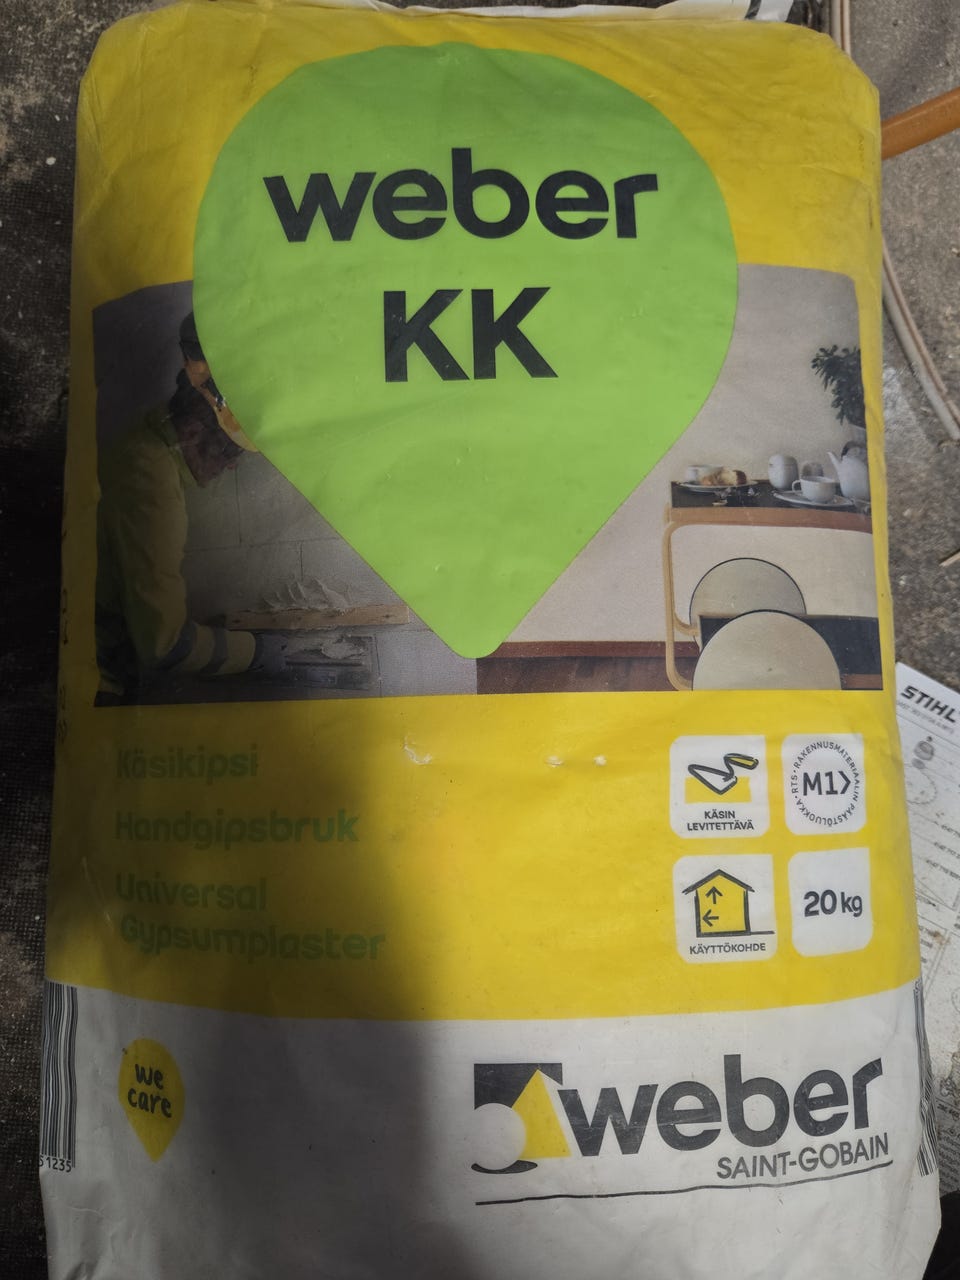 weber
KK
Käsikipsi
Handgipsbruk
Universal
Gypsumplaster
KÄSIN
LEVITETTÄVÄ
RTS • RAKENNUSMATERIAALIN PÄÄSTÖLUOKKA •
M1
KÄYTTÖKOHDE
20 kg
we
care
weber
SAINT-GOBAIN
51235
STIHL